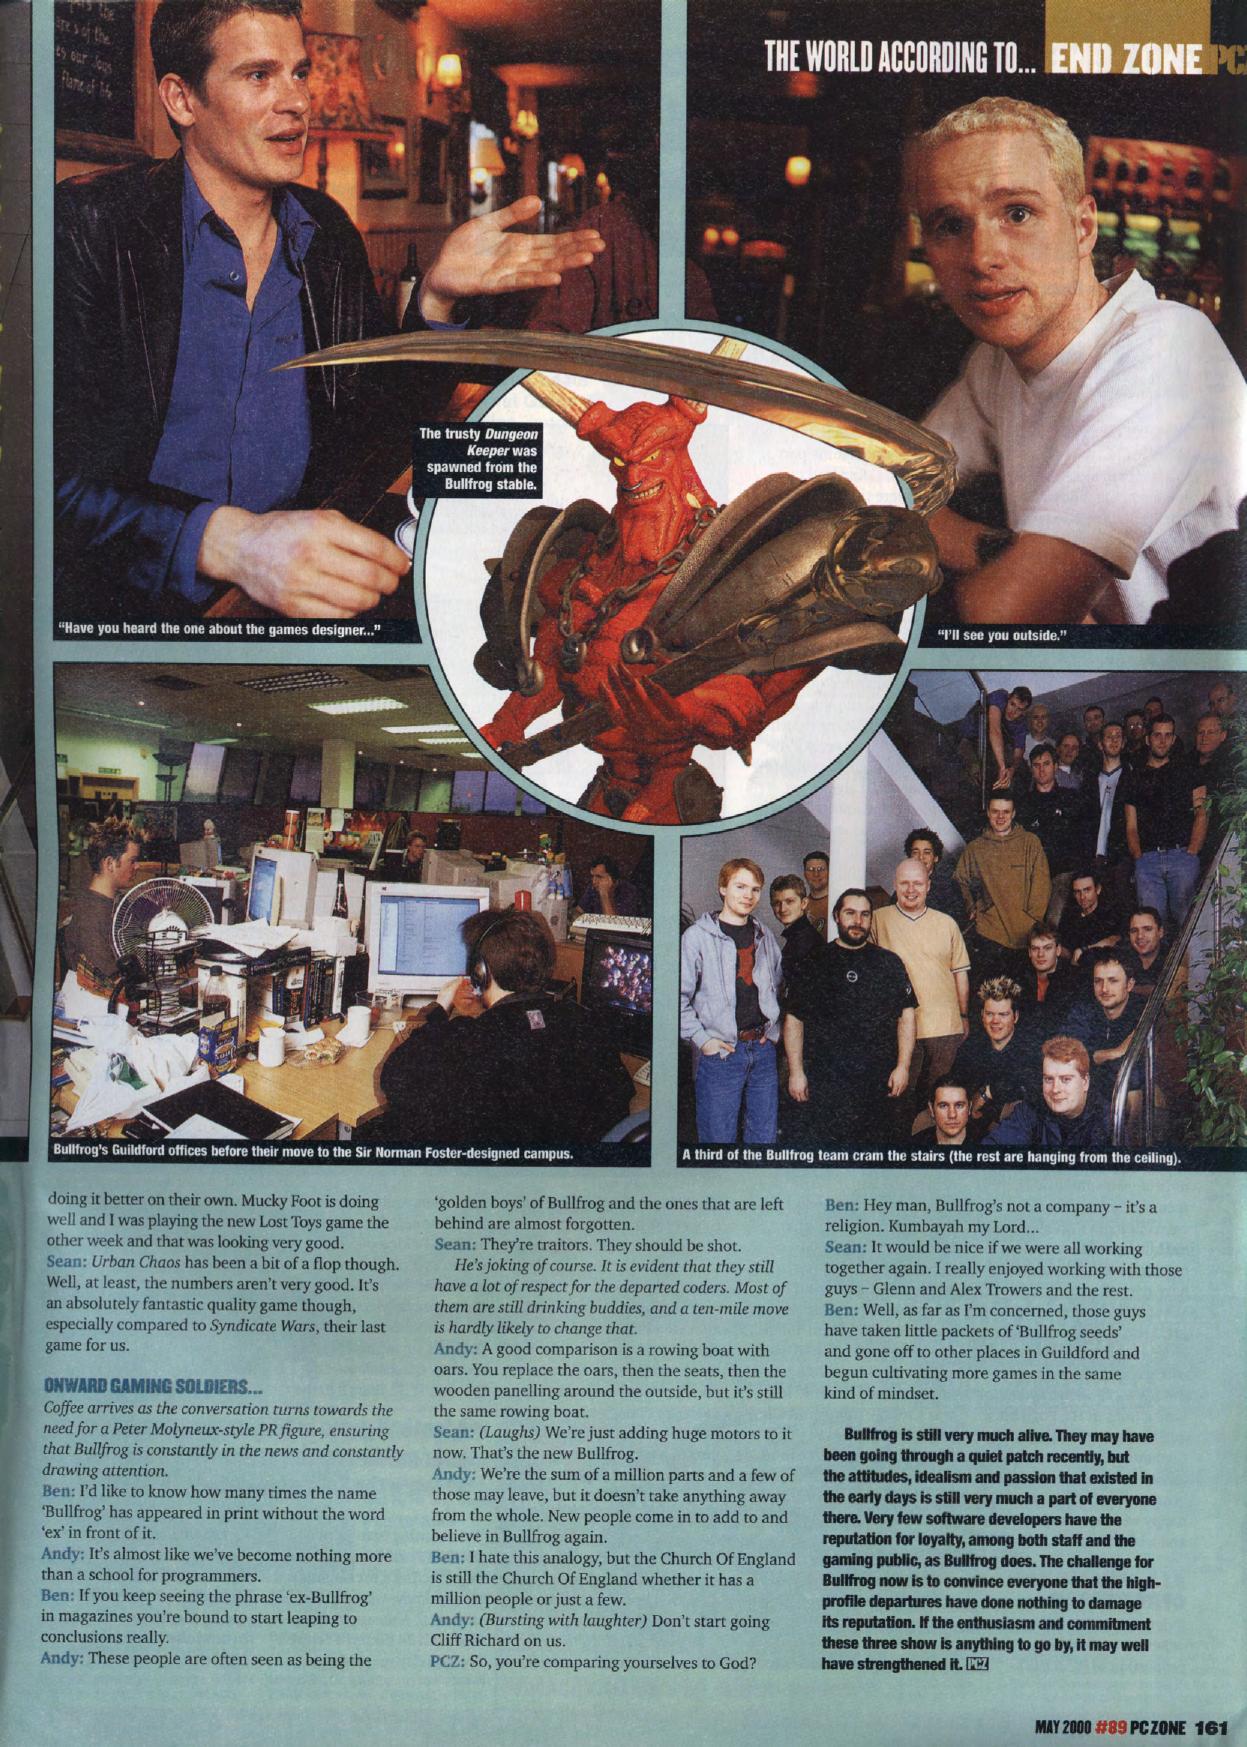 THE WORLD ACCORDING TO... END ZONE PC
The trusty Dungeon
Keeper was
spawned from the
Bullfrog stable.
"Have you heard the one about the games designer..."
"I'll see you outside."
Bullfrog's Guildford offices before their move to the Sir Norman Foster-designed campus.
A third of the Bullfrog team cram the stairs (the rest are hanging from the ceiling).
doing it better on their own. Mucky Foot is doing
well and I was playing the new Lost Toys game the
other week and that was looking very good.
Sean: Urban Chaos has been a bit of a flop though.
Well, at least, the numbers aren't very good. It's
an absolutely fantastic quality game though,
especially compared to Syndicate Wars, their last
game for us.
ONWARD GAMING SOLDIERS...
Coffee arrives as the conversation turns towards the
need for a Peter Molyneux-style PR figure, ensuring
that Bullfrog is constantly in the news and constantly
drawing attention.
Ben: I'd like to know how many times the name
'Bullfrog' has appeared in print without the word
'ex' in front of it.
Andy: It's almost like we've become nothing more
than a school for programmers.
Ben: If you keep seeing the phrase 'ex-Bullfrog'
in magazines you're bound to start leaping to
conclusions really.
Andy: These people are often seen as being the
'golden boys' of Bullfrog and the ones that are left
behind are almost forgotten.
Sean: They're traitors. They should be shot.
He's joking of course. It is evident that they still
have a lot of respect for the departed coders. Most of
them are still drinking buddies, and a ten-mile move
is hardly likely to change that.
Andy: A good comparison is a rowing boat with
oars. You replace the oars, then the seats, then the
wooden panelling around the outside, but it's still
the same rowing boat.
Sean: (Laughs) We're just adding huge motors to it
now. That's the new Bullfrog.
Andy: We're the sum of a million parts and a few of
those may leave, but it doesn't take anything away
from the whole. New people come in to add to and
believe in Bullfrog again.
Ben: I hate this analogy, but the Church Of England
is still the Church Of England whether it has a
million people or just a few.
Andy: (Bursting with laughter) Don't start going
Cliff Richard on us.
PCZ: So, you're comparing yourselves to God?
Ben: Hey man, Bullfrog's not a company – it's a
religion. Kumbayah my Lord...
Sean: It would be nice if we were all working
together again. I really enjoyed working with those
guys – Glenn and Alex Trowers and the rest.
Ben: Well, as far as I'm concerned, those guys
have taken little packets of 'Bullfrog seeds'
and gone off to other places in Guildford and
begun cultivating more games in the same
kind of mindset.
Bullfrog is still very much alive. They may have
been going through a quiet patch recently, but
the attitudes, idealism and passion that existed in
the early days is still very much a part of everyone
there. Very few software developers have the
reputation for loyalty, among both staff and the
gaming public, as Bullfrog does. The challenge for
Bullfrog now is to convince everyone that the high-
profile departures have done nothing to damage
its reputation. If the enthusiasm and commitment
these three show is anything to go by, it may well
have strengthened it. PCZ
MAY 2000 #89 PC ZONE 161